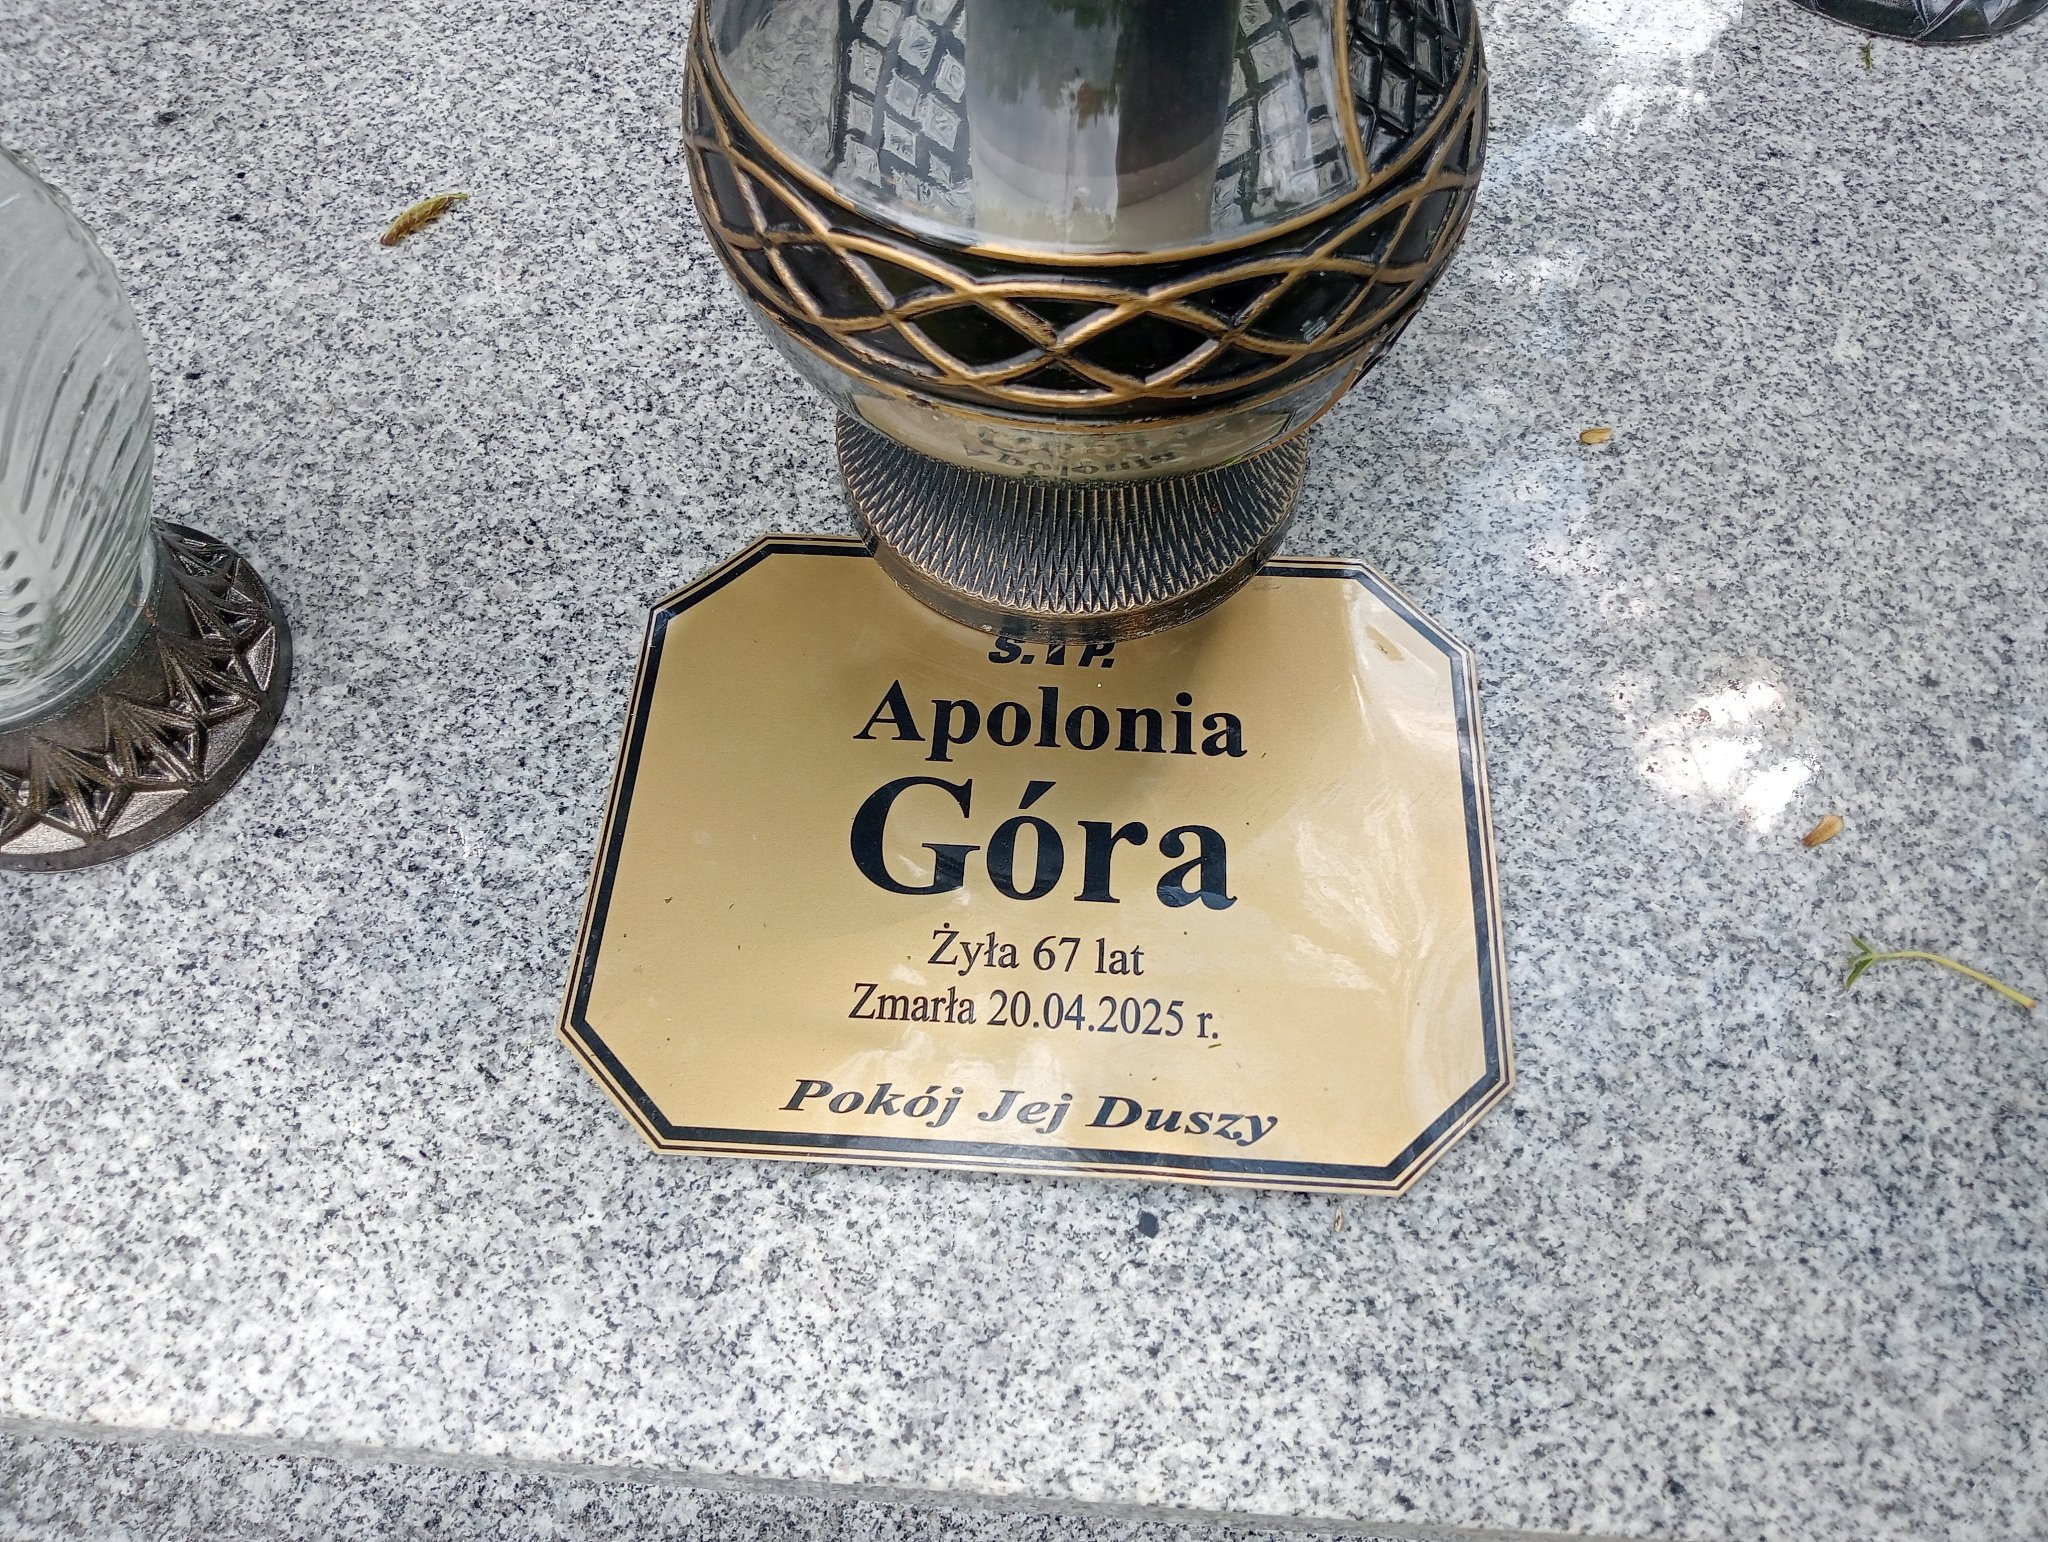 Ś. † P.
Apolonia
Góra
Żyła 67 lat
Zmarła 20.04.2025 r.
Pokój Jej Duszy